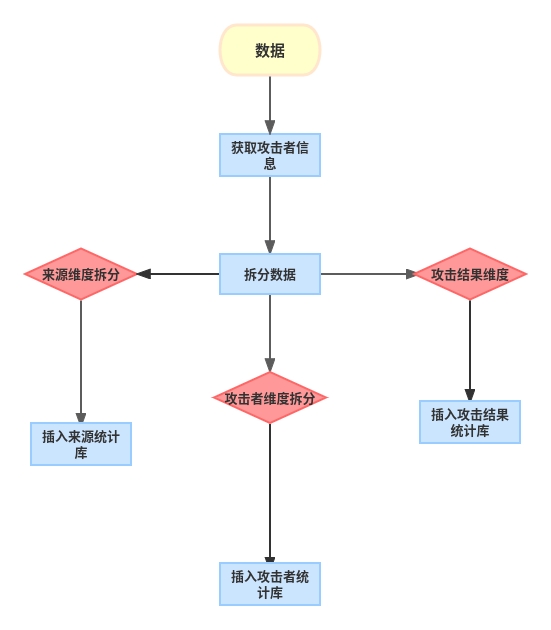 数据
获取攻击者信
息
来源维度拆分
拆分数据
攻击结果维度
攻击者维度拆分
插入来源统计
库
插入攻击结果
统计库
插入攻击者统
计库